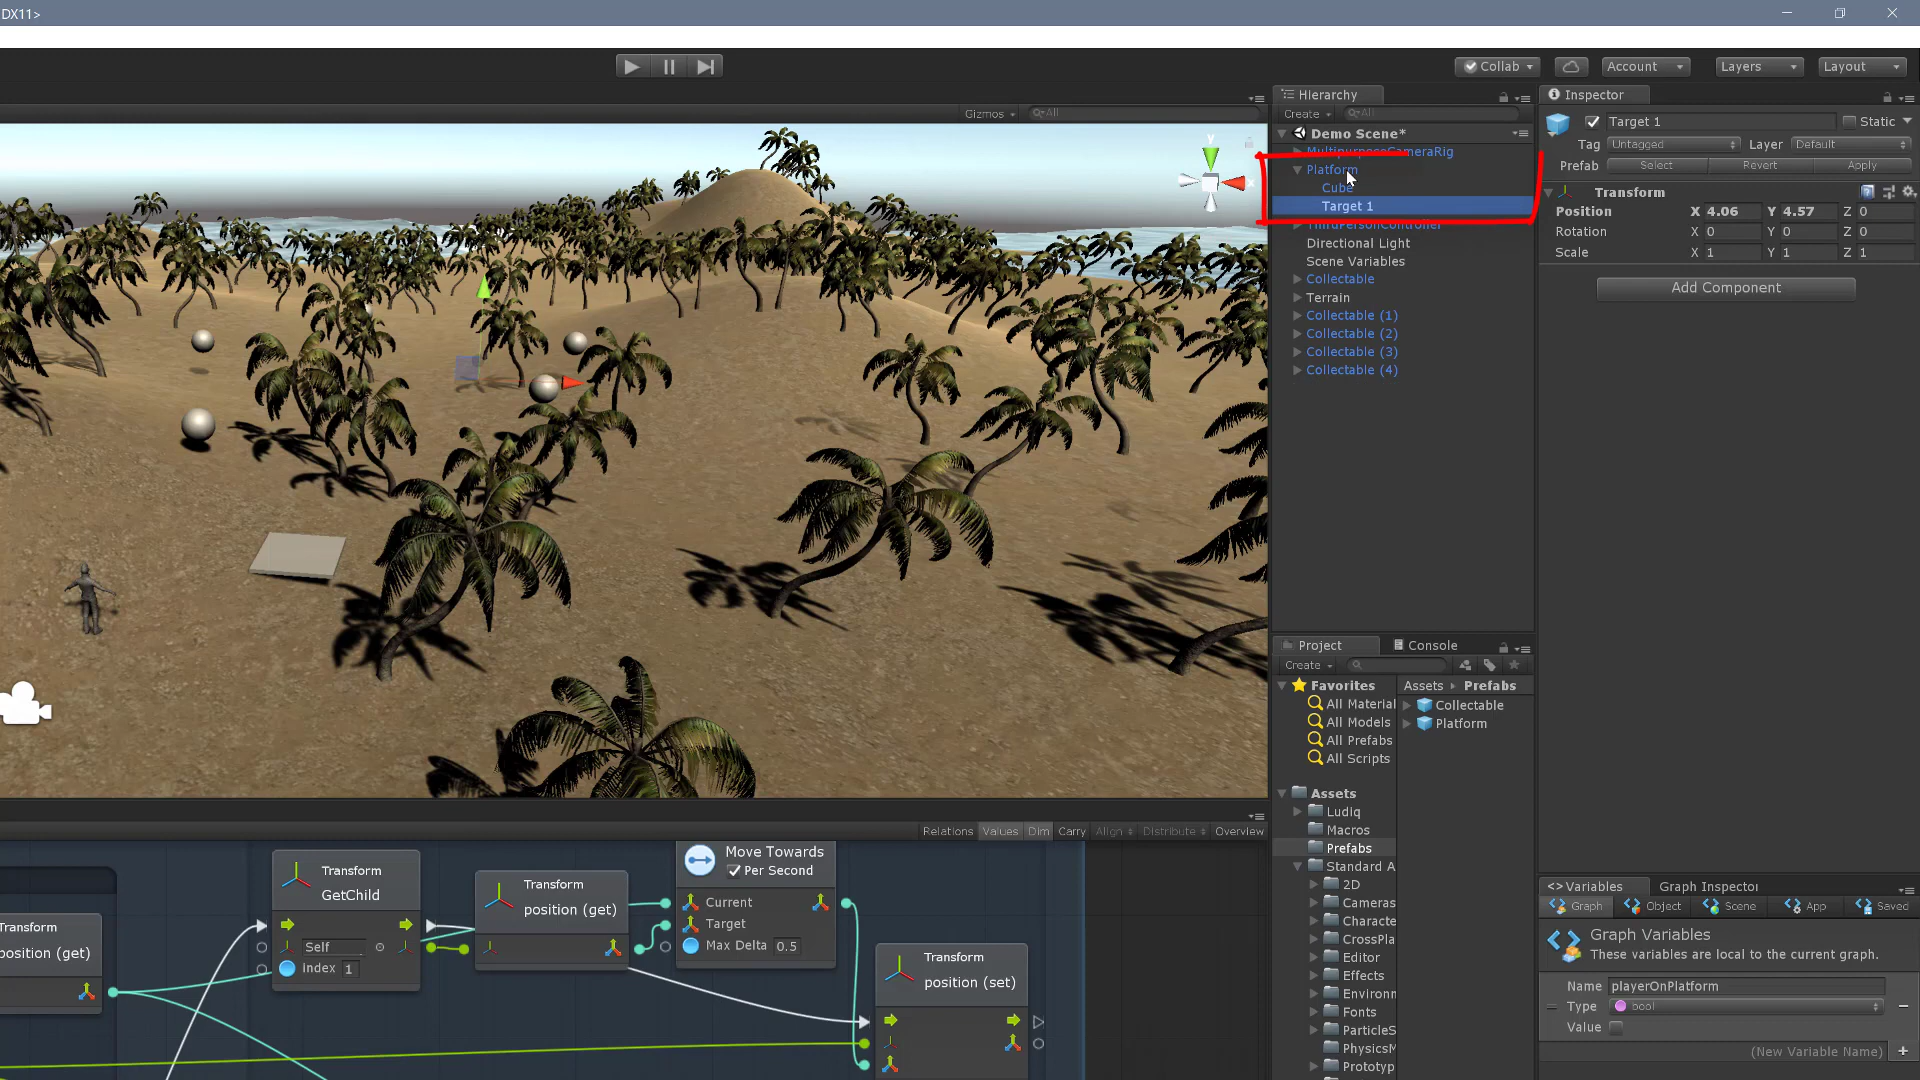 DX11>
Collab
Account
Layers
Layout
Gizmos
All
Hierarchy
Create
All
Demo Scene*
MultipurposeCameraRig
Platform
Cube
Target 1
ThirdPersonController
Directional Light
Scene Variables
Collectable
Terrain
Collectable (1)
Collectable (2)
Collectable (3)
Collectable (4)
Inspector
Target 1
Static
Tag Untagged Layer Default
Prefab Select Revert Apply
Transform
Position X 4.06 Y 4.57 Z 0
Rotation X 0 Y 0 Z 0
Scale X 1 Y 1 Z 1
Add Component
y
x
Project
Console
Create
Favorites
All Material
All Models
All Prefabs
All Scripts
Assets
Ludiq
Macros
Prefabs
Standard A
2D
Cameras
Characte
CrossPla
Editor
Effects
Environm
Fonts
ParticleS
PhysicsM
Prototyp
Assets Prefabs
Collectable
Platform
Relations Values Dim Carry Align Distribute Overview
Transform
position (get)
Transform
GetChild
Self
Index 1
Transform
position (get)
Move Towards
Per Second
Current
Target
Max Delta 0.5
Transform
position (set)
<> Variables
Graph Inspector
Graph Object Scene App Saved
Graph Variables
These variables are local to the current graph.
Name playerOnPlatform
Type bool
Value
(New Variable Name)